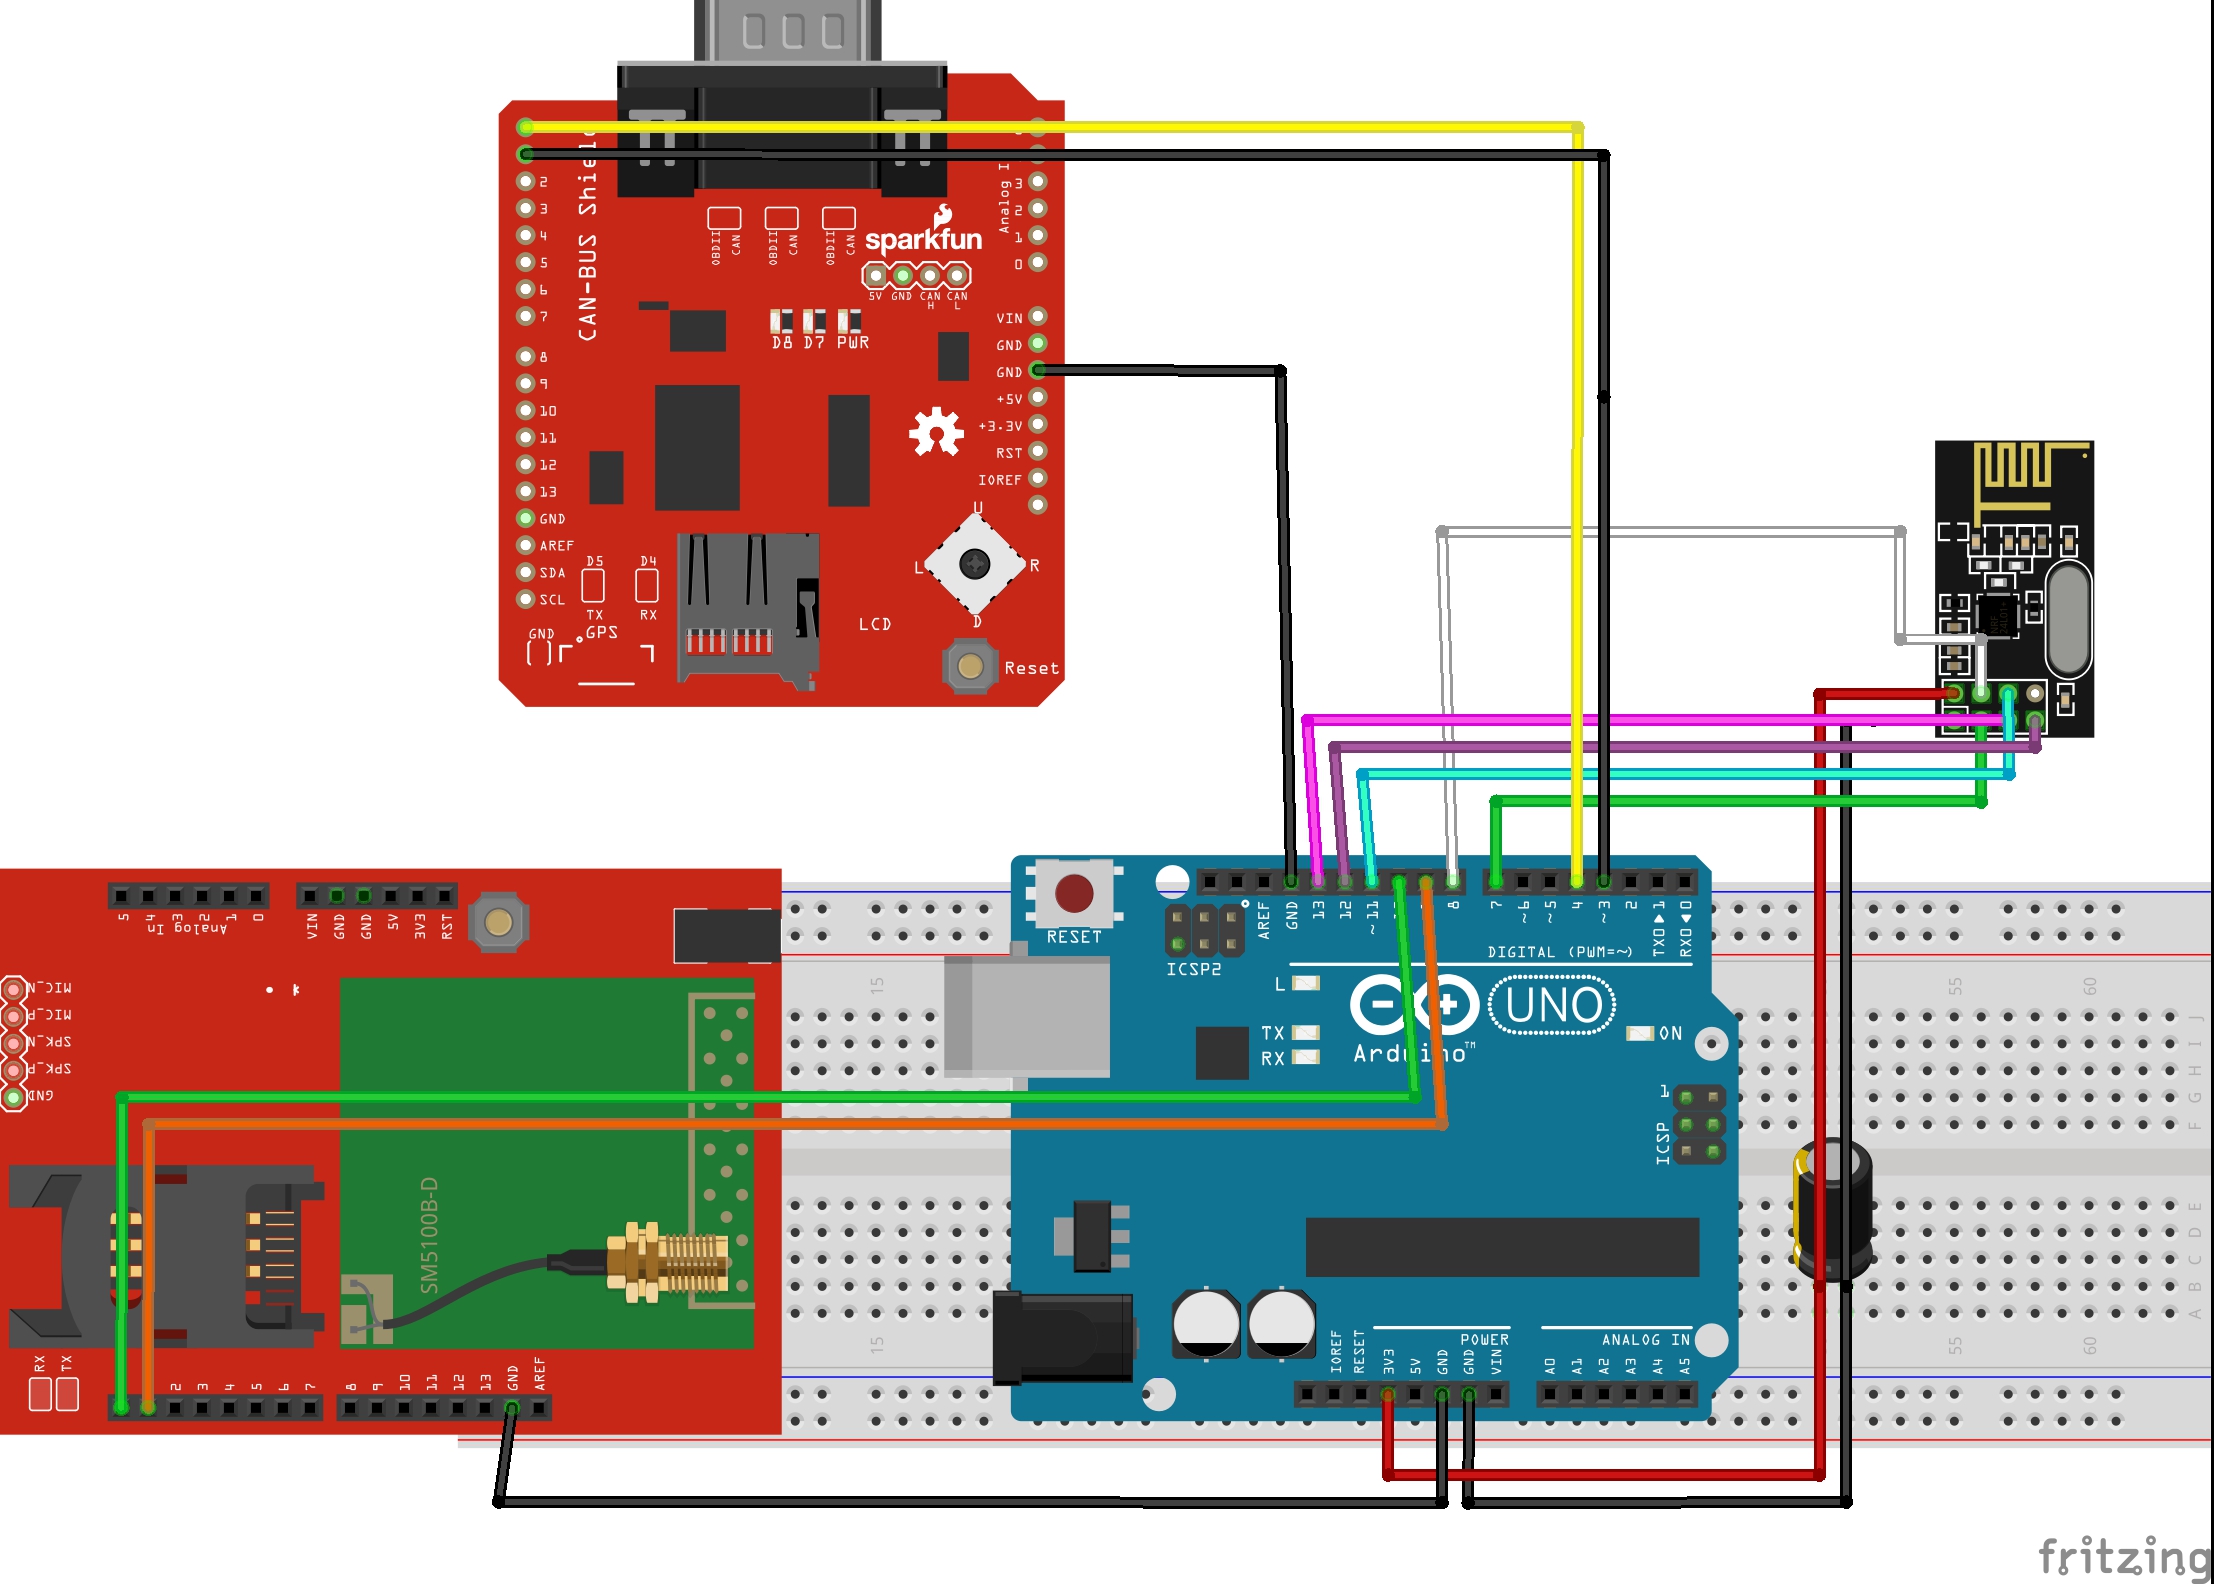 CAN-BUS Shield
2
3
4
5
6
7
8
9
10
11
12
13
GND
AREF
SDA
SCL
OBDII
CAN
OBDII
CAN
OBDII
CAN
sparkfun
5V GND CAN H CAN L
D8 D7 PWR
Analog I
3
2
1
0
VIN
GND
GND
+5V
+3.3V
RST
IOREF
U
L
R
D
D5
TX
D4
RX
GND
GPS
LCD
Reset
5 4 3 2 1 0
Analog In
VIN GND GND 5V 3V3 RST
MIC_N
MIC_P
SPK_N
SPK_P
GND
SM5100B-D
RX
TX
2 3 4 5 6 7
8 9 10 11 12 13 GND AREF
RESET
ICSP2
AREF GND 13 12 ~11 8
7 ~6 ~5 4 ~3 2 TX0▶1 RX0◀0
DIGITAL (PWM=~)
L
TX
RX
UNO
Arduino™
ON
1
ICSP
IOREF RESET 3V3 5V GND GND VIN
POWER
ANALOG IN
A0 A1 A2 A3 A4 A5
15
55
60
J
I
H
G
F
E
D
C
B
A
15
55
60
fritzing